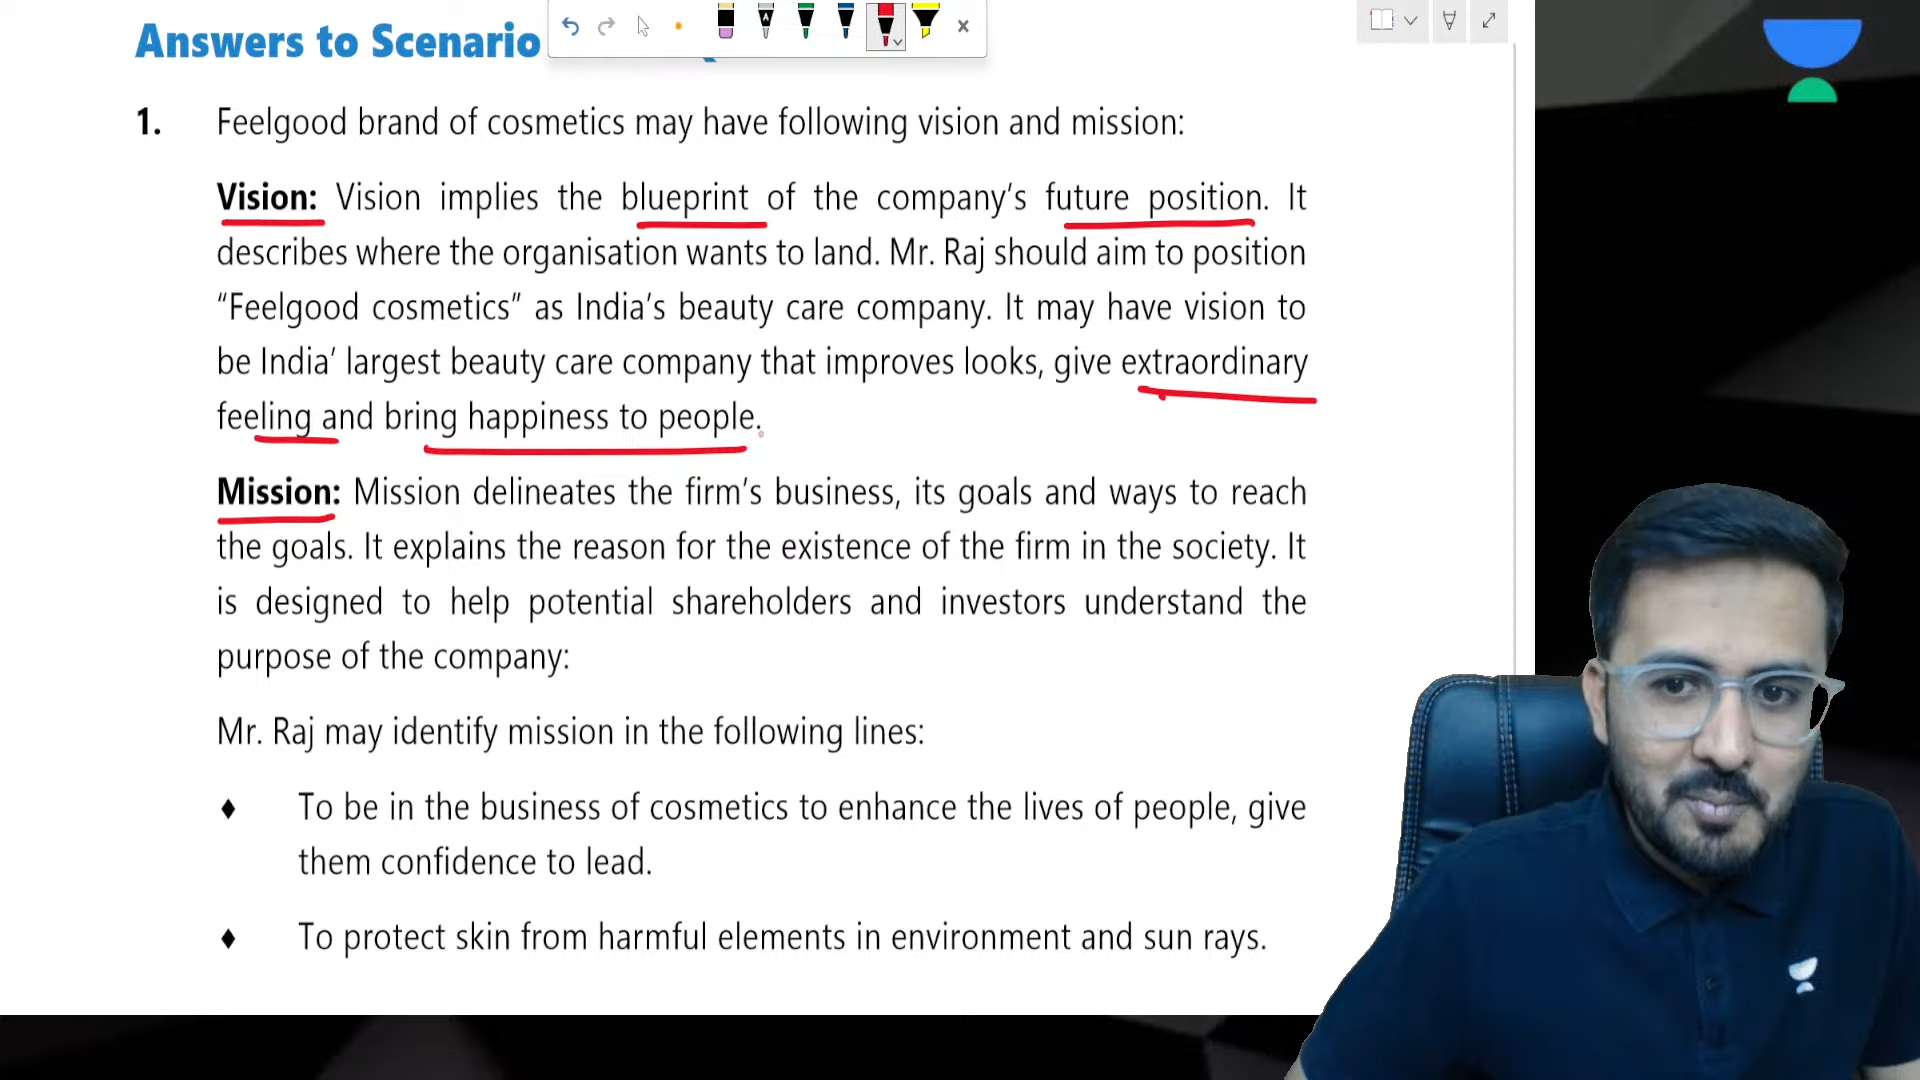 Answers to Scenario
1. Feelgood brand of cosmetics may have following vision and mission:
Vision: Vision implies the blueprint of the company's future position. It
describes where the organisation wants to land. Mr. Raj should aim to position
“Feelgood cosmetics” as India's beauty care company. It may have vision to
be India' largest beauty care company that improves looks, give extraordinary
feeling and bring happiness to people.
Mission: Mission delineates the firm's business, its goals and ways to reach
the goals. It explains the reason for the existence of the firm in the society. It
is designed to help potential shareholders and investors understand the
purpose of the company:
Mr. Raj may identify mission in the following lines:
♦ To be in the business of cosmetics to enhance the lives of people, give
them confidence to lead.
♦ To protect skin from harmful elements in environment and sun rays.